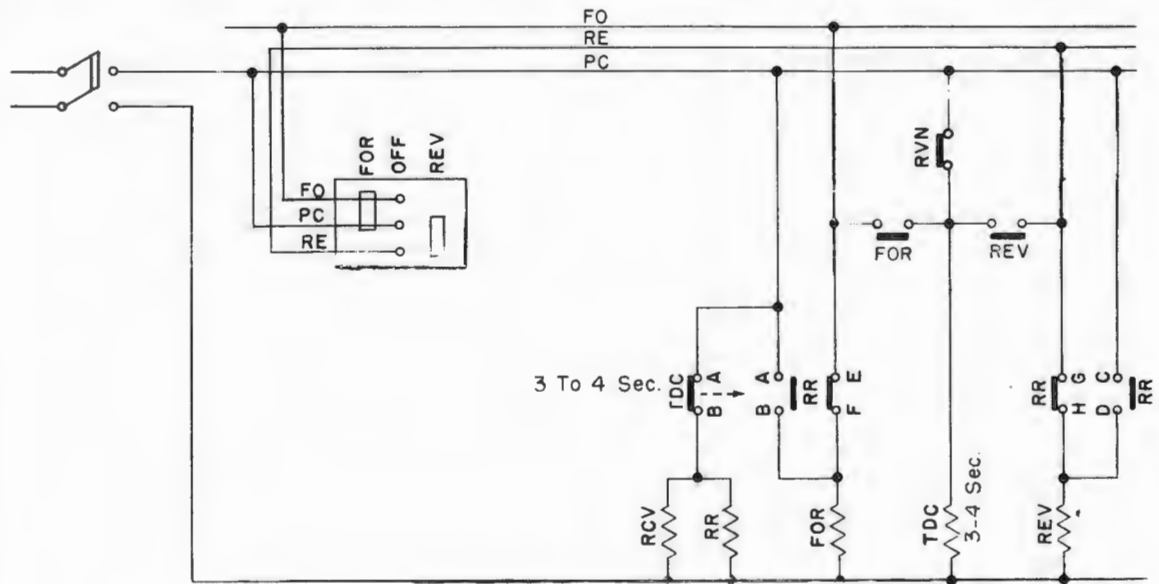 FO
RE
PC
FOR OFF REV
FO
PC
RE
RVN
FOR
REV
3 To 4 Sec.
TDC
A
B
A
B
RR
E
F
RR
G
H
C
D
RR
RCV
RR
FOR
TDC
3-4 Sec.
REV